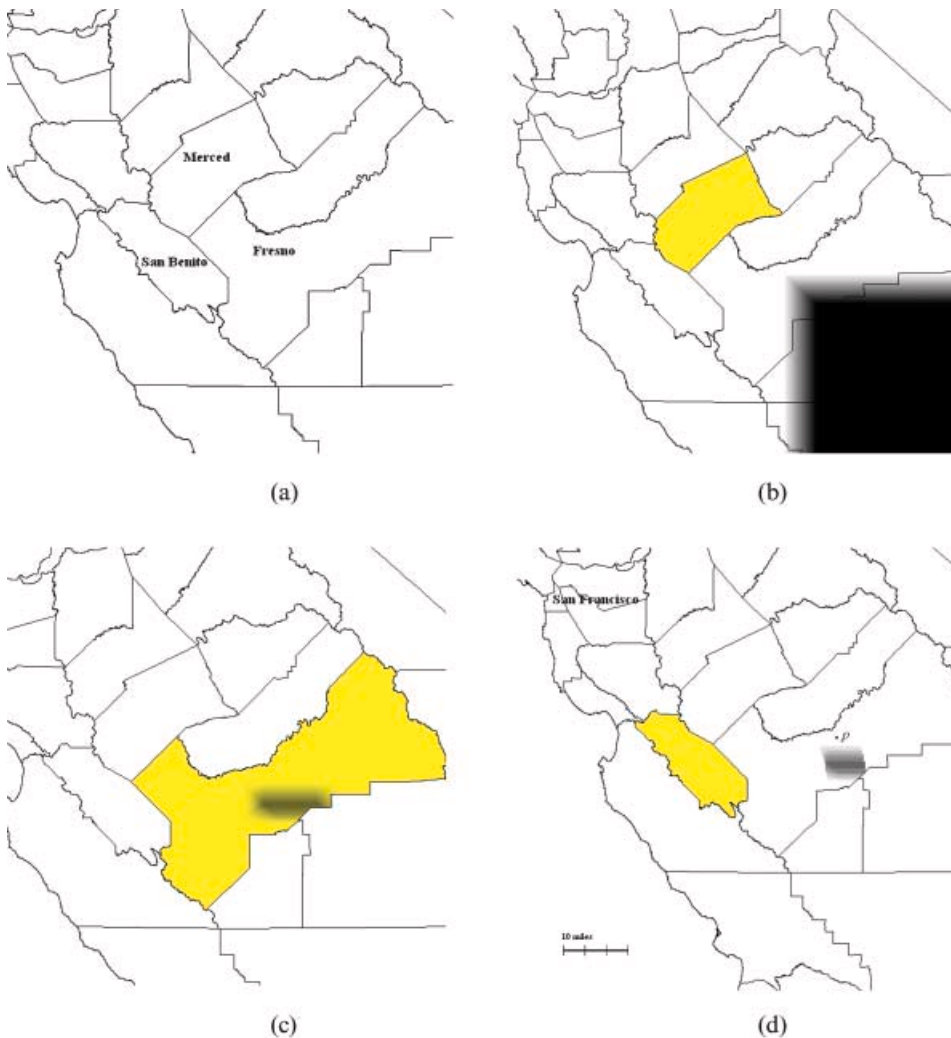 Merced
San Benito
Fresno
(a)
(b)
San Francisco
p
10 miles
(c)
(d)